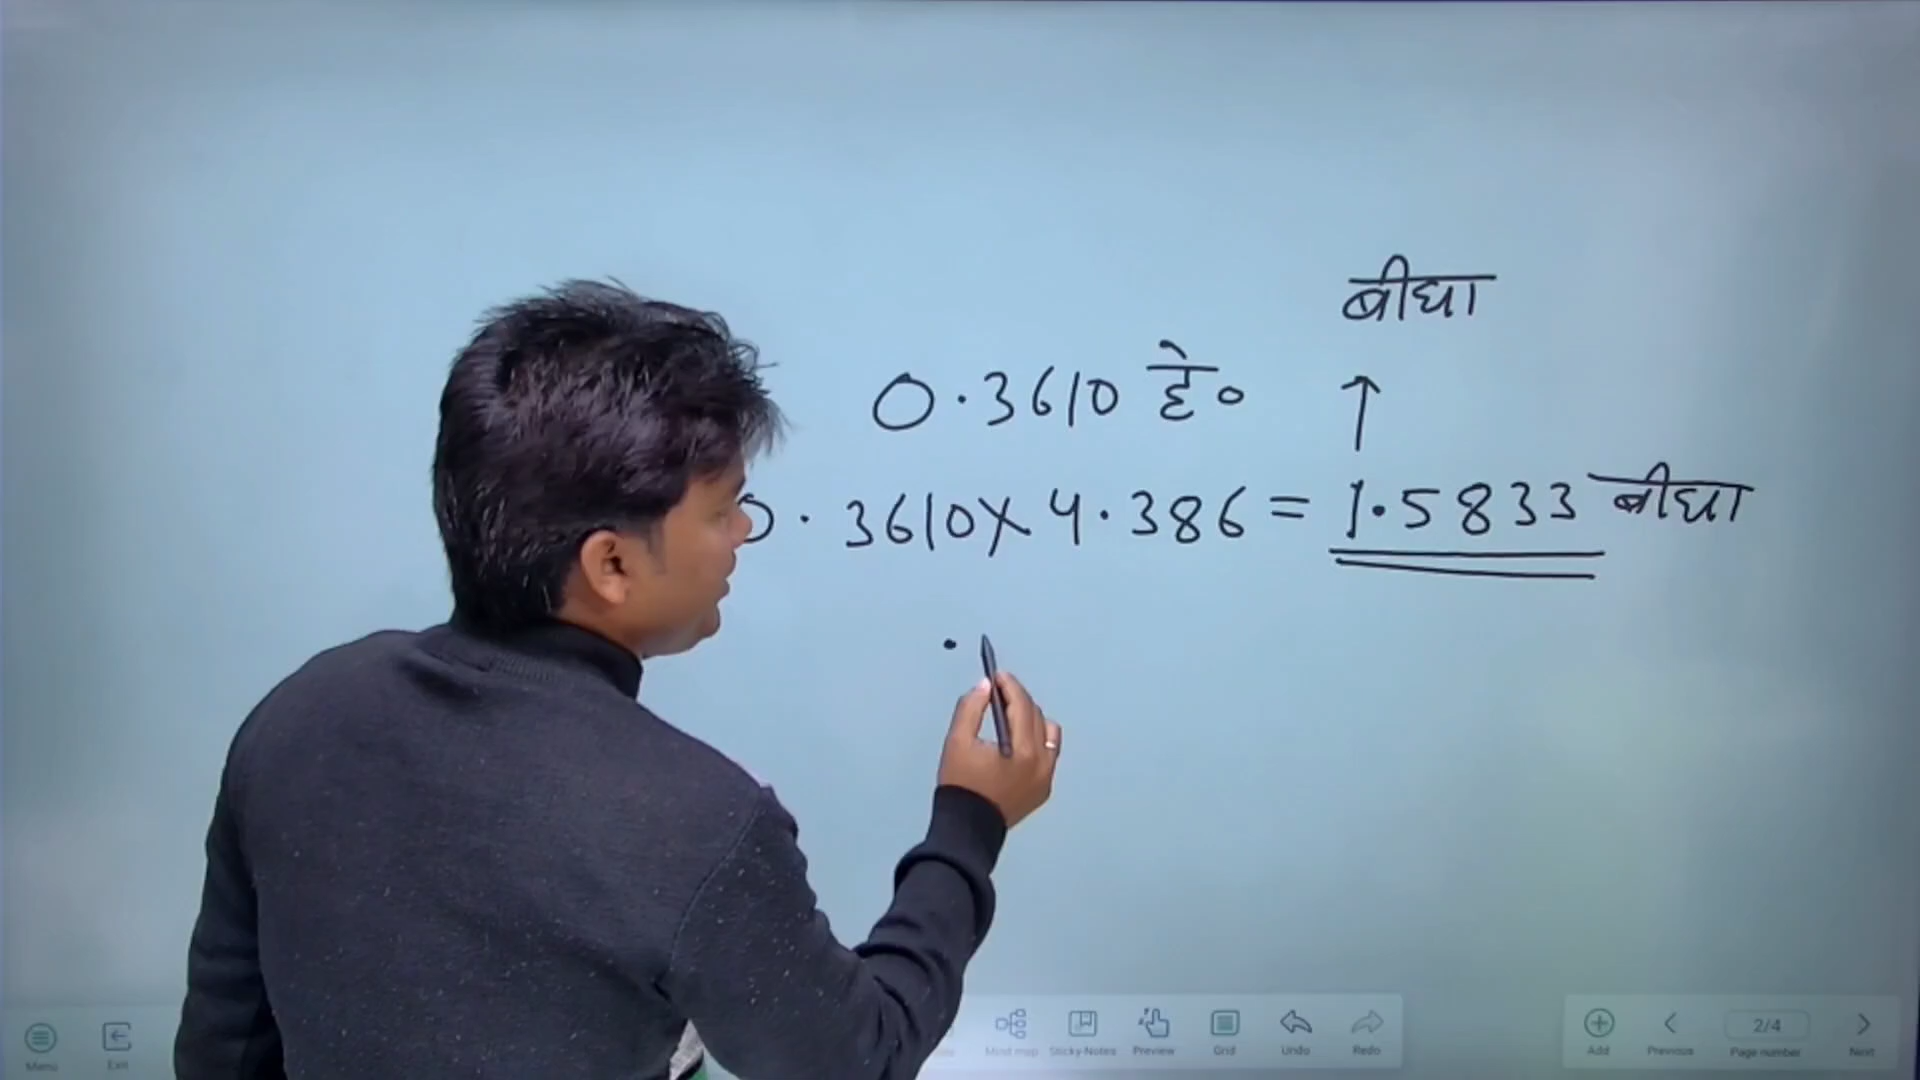 बीघा
0.3610 हे०
↑
0.3610 X 4.386 = 1.5833 बीघा
Menu
Exit
Mind map
Sticky-Notes
Preview
Grid
Undo
Redo
Add
Previous
2/4
Page number
Next